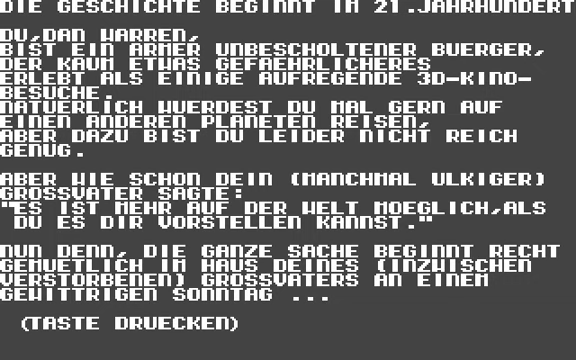 DIE GESCHICHTE BEGINNT IM 21.JAHRHUNDERT
DU,DAN WARREN,
BIST EIN ARMER UNBESCHOLTENER BUERGER,
DER KAUM ETWAS GEFAEHRLICHERES
ERLEBT ALS EINIGE AUFREGENDE 3D-KINO-
BESUCHE.
NATUERLICH WUERDEST DU MAL GERN AUF
EINEN ANDEREN PLANETEN REISEN,
ABER DAZU BIST DU LEIDER NICHT REICH
GENUG.
ABER WIE SCHON DEIN (MANCHMAL ULKIGER)
GROSSVATER SAGTE:
"ES IST MEHR AUF DER WELT MOEGLICH,ALS
DU ES DIR VORSTELLEN KANNST."
NUN DENN, DIE GANZE SACHE BEGINNT RECHT
GEMUETLICH IM HAUS DEINES (INZWISCHEN
VERSTORBENEN) GROSSVATERS AN EINEM
GEWITTRIGEN SONNTAG ...
(TASTE DRUECKEN)